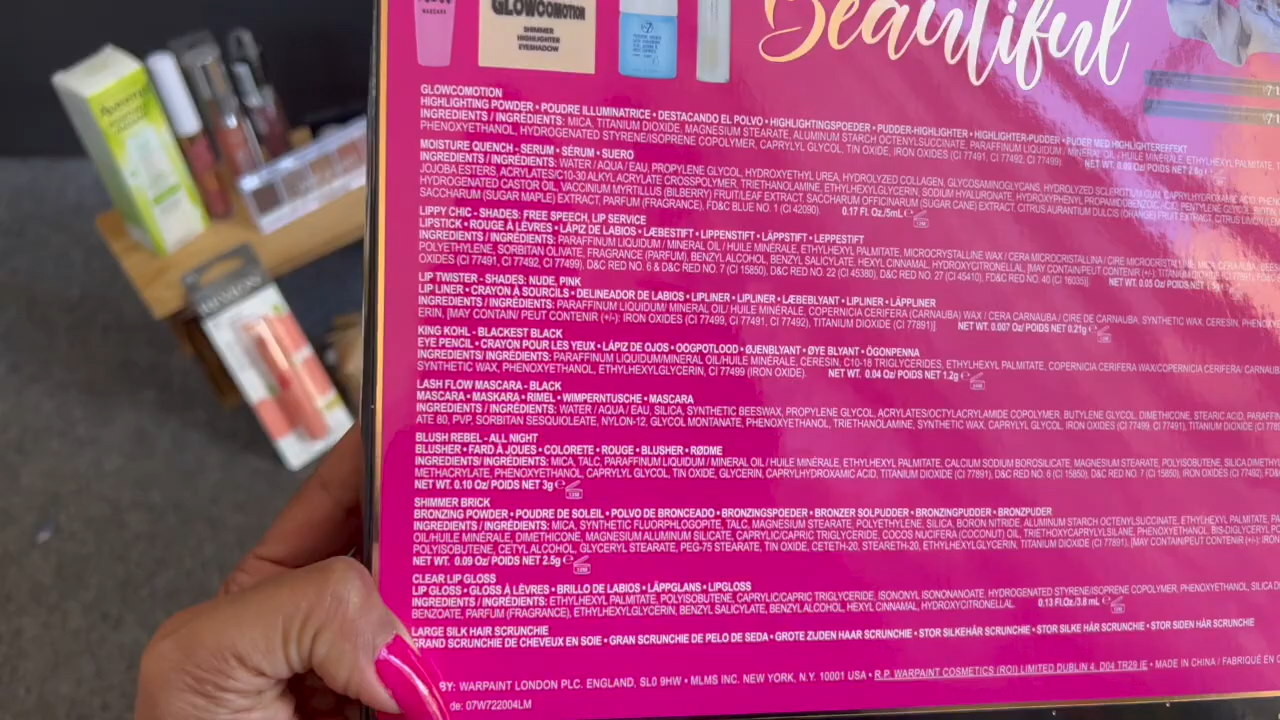 MASCARA
GLOWCOMOTION
SHIMMER
HIGHLIGHTER
EYESHADOW
Beautiful
GLOWCOMOTION
HIGHLIGHTING POWDER • POUDRE ILLUMINATRICE • DESTACANDO EL POLVO • HIGHLIGHTINGSPOEDER • PUDDER-HIGHLIGHTER • HIGHLIGHTER-PUDDER • PUDER MED HIGHLIGHTEREFFEKT
INGREDIENTS / INGRÉDIENTS: MICA, TITANIUM DIOXIDE, MAGNESIUM STEARATE, ALUMINUM STARCH OCTENYLSUCCINATE, PARAFFINUM LIQUIDUM / MINERAL OIL / HUILE MINÉRALE, ETHYLHEXYL PALMITATE,
PHENOXYETHANOL, HYDROGENATED STYRENE/ISOPRENE COPOLYMER, CAPRYLYL GLYCOL, TIN OXIDE, IRON OXIDES (CI 77491, CI 77492, CI 77499). NET WT. 0.09 Oz/ POIDS NET
MOISTURE QUENCH - SERUM • SÉRUM • SUERO
INGREDIENTS / INGRÉDIENTS: WATER / AQUA / EAU, PROPYLENE GLYCOL, HYDROXYETHYL UREA, HYDROLYZED COLLAGEN, GLYCOSAMINOGLYCANS, HYDROLYZED SCLEROTIUM GUM, CAPRYLHYDROXAMIC ACID,
JOJOBA ESTERS, ACRYLATES/C10-30 ALKYL ACRYLATE CROSSPOLYMER, TRIETHANOLAMINE, ETHYLHEXYLGLYCERIN, SODIUM HYALURONATE, HYDROXYPHENYL PROPAMIDOBENZOIC ACID, PENTYLENE GLYCOL,
HYDROGENATED CASTOR OIL, VACCINIUM MYRTILLUS (BILBERRY) FRUIT/LEAF EXTRACT, SACCHARUM OFFICINARUM (SUGAR CANE) EXTRACT, CITRUS AURANTIUM DULCIS (ORANGE) FRUIT EXTRACT,
SACCHARUM (SUGAR MAPLE) EXTRACT, PARFUM (FRAGRANCE), FD&C BLUE NO. 1 (CI 42090). 0.17 Fl. Oz./5mL ℮ 12M
LIPPY CHIC - SHADES: FREE SPEECH, LIP SERVICE
LIPSTICK • ROUGE À LÈVRES • LÁPIZ DE LABIOS • LÆBESTIFT • LIPPENSTIFT • LÄPPSTIFT • LEPPESTIFT
INGREDIENTS / INGRÉDIENTS: PARAFFINUM LIQUIDUM / MINERAL OIL / HUILE MINÉRALE, ETHYLHEXYL PALMITATE, MICROCRYSTALLINE WAX / CERA MICROCRISTALLINA / CIRE MICROCRISTALLINE,
POLYETHYLENE, SORBITAN OLIVATE, FRAGRANCE (PARFUM), BENZYL ALCOHOL, BENZYL SALICYLATE, HEXYL CINNAMAL, HYDROXYCITRONELLAL, [MAY CONTAIN/PEUT CONTENIR (+/-): TITANIUM DIOXIDE
OXIDES (CI 77491, CI 77492, CI 77499), D&C RED NO. 6 & D&C RED NO. 7 (CI 15850), D&C RED NO. 22 (CI 45380), D&C RED NO. 27 (CI 45410), FD&C RED NO. 40 (CI 16035)]. NET WT. 0.05 Oz/ POIDS NET
LIP TWISTER - SHADES: NUDE, PINK
LIP LINER • CRAYON À SOURCILS • DELINEADOR DE LABIOS • LIPLINER • LIPLINER • LÆBEBLYANT • LIPLINER • LÄPPLINER
INGREDIENTS / INGRÉDIENTS: PARAFFINUM LIQUIDUM/ MINERAL OIL/ HUILE MINÉRALE, COPERNICIA CERIFERA (CARNAUBA) WAX / CERA CARNAUBA / CIRE DE CARNAUBA, SYNTHETIC WAX, CERESIN,
ERIN, [MAY CONTAIN/ PEUT CONTENIR (+/-): IRON OXIDES (CI 77499, CI 77491, CI 77492), TITANIUM DIOXIDE (CI 77891)] NET WT. 0.007 Oz/ POIDS NET 0.21g ℮
KING KOHL - BLACKEST BLACK
EYE PENCIL • CRAYON POUR LES YEUX • LÁPIZ DE OJOS • OOGPOTLOOD • ØJENBLYANT • ØYE BLYANT • ÖGONPENNA
INGREDIENTS/ INGRÉDIENTS: PARAFFINUM LIQUIDUM/MINERAL OIL/HUILE MINÉRALE, CERESIN, C10-18 TRIGLYCERIDES, ETHYLHEXYL PALMITATE, COPERNICIA CERIFERA WAX/COPERNICIA CERIFERA/
SYNTHETIC WAX, PHENOXYETHANOL, ETHYLHEXYLGLYCERIN, CI 77499 (IRON OXIDE). NET WT. 0.04 Oz/ POIDS NET 1.2g ℮
LASH FLOW MASCARA - BLACK
MASCARA • MASKARA • RIMEL • WIMPERNTUSCHE • MASCARA
INGREDIENTS / INGRÉDIENTS: WATER / AQUA / EAU, SILICA, SYNTHETIC BEESWAX, PROPYLENE GLYCOL, ACRYLATES/OCTYLACRYLAMIDE COPOLYMER, BUTYLENE GLYCOL, DIMETHICONE, STEARIC ACID,
ATE 80, PVP, SORBITAN SESQUIOLEATE, NYLON-12, GLYCOL MONTANATE, PHENOXYETHANOL, TRIETHANOLAMINE, SYNTHETIC WAX, CAPRYLYL GLYCOL, IRON OXIDES (CI 77499, CI 77491), TITANIUM DIOXIDE
BLUSH REBEL - ALL NIGHT
BLUSHER • FARD À JOUES • COLORETE • ROUGE • BLUSHER • RØDME
INGREDIENTS/ INGRÉDIENTS: MICA, TALC, PARAFFINUM LIQUIDUM / MINERAL OIL / HUILE MINÉRALE, ETHYLHEXYL PALMITATE, CALCIUM SODIUM BOROSILICATE, MAGNESIUM STEARATE, POLYISOBUTENE,
METHACRYLATE, PHENOXYETHANOL, CAPRYLYL GLYCOL, TIN OXIDE, GLYCERIN, CAPRYLHYDROXAMIC ACID, TITANIUM DIOXIDE (CI 77891), D&C RED NO. 6 (CI 15850), D&C RED NO. 7 (CI 15850), IRON OXIDES
NET WT. 0.10 Oz/ POIDS NET 3g ℮ 12M
SHIMMER BRICK
BRONZING POWDER • POUDRE DE SOLEIL • POLVO DE BRONCEADO • BRONZINGSPOEDER • BRONZER SOLPUDDER • BRONZINGPUDDER • BRONZPUDER
INGREDIENTS / INGRÉDIENTS: MICA, SYNTHETIC FLUORPHLOGOPITE, TALC, MAGNESIUM STEARATE, POLYETHYLENE, SILICA, BORON NITRIDE, ALUMINUM STARCH OCTENYLSUCCINATE, ETHYLHEXYL PALMITATE,
OIL/HUILE MINÉRALE, DIMETHICONE, MAGNESIUM ALUMINUM SILICATE, CAPRYLIC/CAPRIC TRIGLYCERIDE, COCOS NUCIFERA (COCONUT) OIL, TRIETHOXYCAPRYLYLSILANE, PHENOXYETHANOL,
POLYISOBUTENE, CETYL ALCOHOL, GLYCERYL STEARATE, PEG-75 STEARATE, TIN OXIDE, CETETH-20, STEARETH-20, ETHYLHEXYLGLYCERIN, TITANIUM DIOXIDE (CI 77891), [MAY CONTAIN/PEUT CONTENIR (+/-): IRON
NET WT. 0.09 Oz/ POIDS NET 2.5g ℮ 12M
CLEAR LIP GLOSS
LIP GLOSS • GLOSS À LÈVRES • BRILLO DE LABIOS • LÄPPGLANS • LIPGLOSS
INGREDIENTS / INGRÉDIENTS: ETHYLHEXYL PALMITATE, POLYISOBUTENE, CAPRYLIC/CAPRIC TRIGLYCERIDE, ISONONYL ISONONANOATE, HYDROGENATED STYRENE/ISOPRENE COPOLYMER, PHENOXYETHANOL, SILICA
BENZOATE, PARFUM (FRAGRANCE), ETHYLHEXYLGLYCERIN, BENZYL SALICYLATE, BENZYL ALCOHOL, HEXYL CINNAMAL, HYDROXYCITRONELLAL. 0.13 Fl.Oz./3.8 mL ℮
LARGE SILK HAIR SCRUNCHIE
GRAND SCRUNCHIE DE CHEVEUX EN SOIE • GRAN SCRUNCHIE DE PELO DE SEDA • GROTE ZIJDEN HAAR SCRUNCHIE • STOR SILKEHÅR SCRUNCHIE • STOR SILKE HÅR SCRUNCHIE • STOR SIDEN HÅR SCRUNCHIE
BY: WARPAINT LONDON PLC. ENGLAND, SL0 9HW • MLMS INC. NEW YORK, N.Y. 10001 USA • R.P. WARPAINT COSMETICS (ROI) LIMITED DUBLIN 4, D04 TR29 IE • MADE IN CHINA / FABRIQUÉ EN
de: 07W722004LM
Aveeno
REVLON